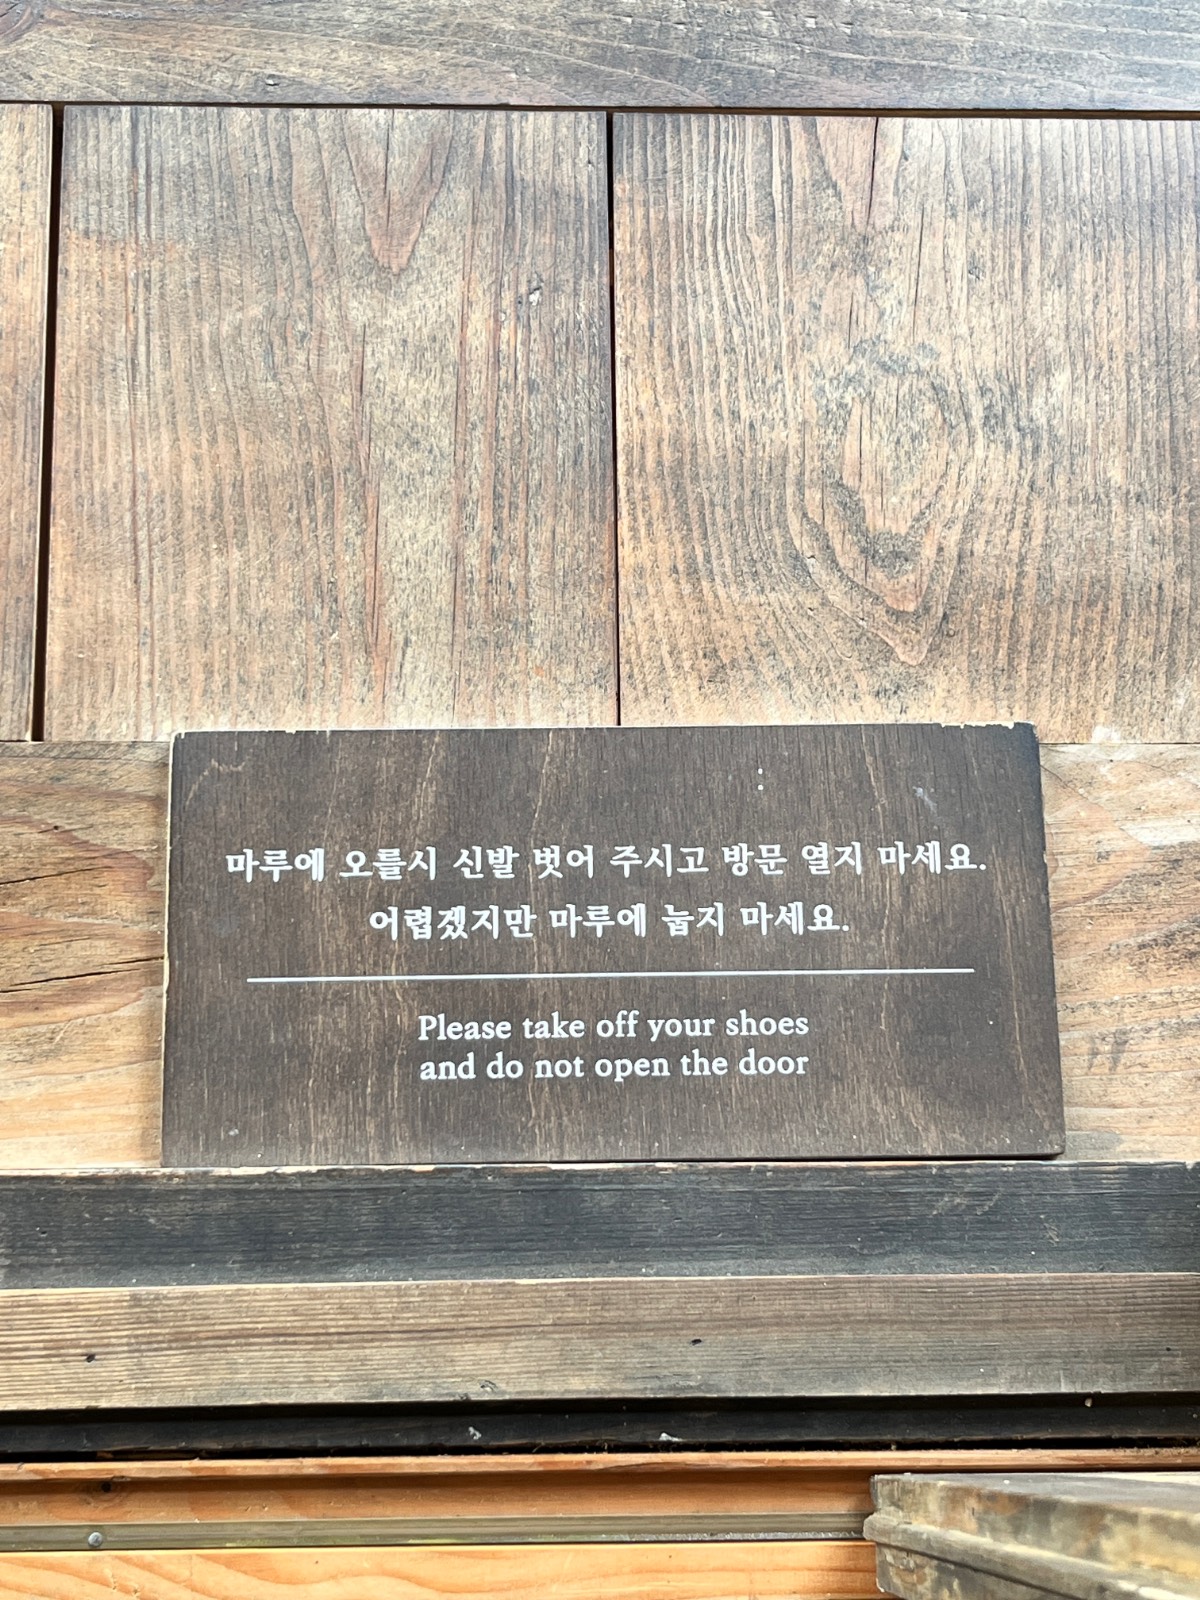 마루에 오를시 신발 벗어 주시고 방문 열지 마세요.
어렵겠지만 마루에 눕지 마세요.
Please take off your shoes
and do not open the door